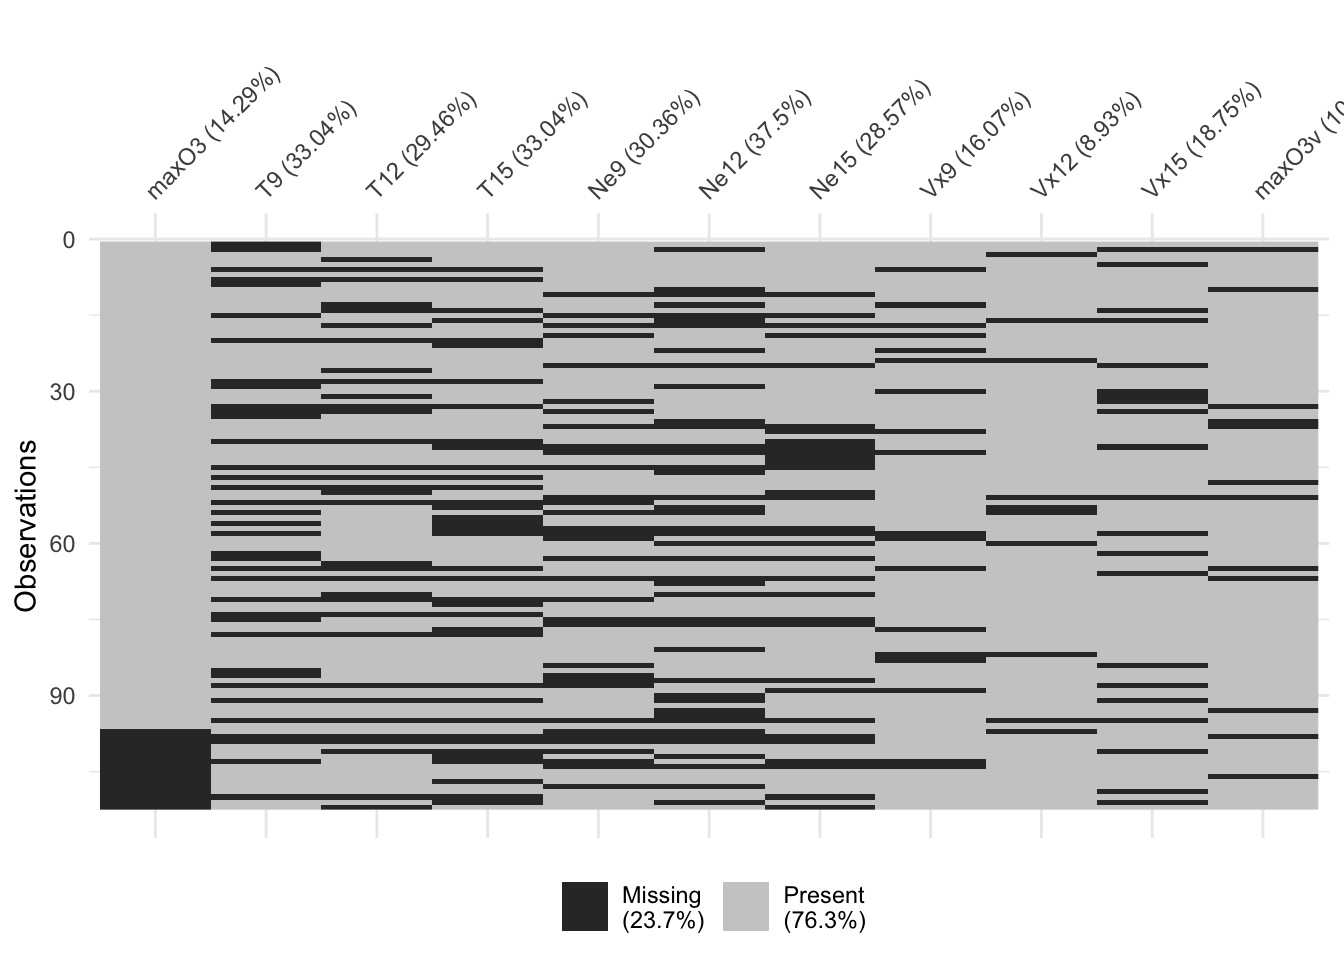 maxO3 (14.29%)
T9 (33.04%)
T12 (29.46%)
T15 (33.04%)
Ne9 (30.36%)
Ne12 (37.5%)
Ne15 (28.57%)
Vx9 (16.07%)
Vx12 (8.93%)
Vx15 (18.75%)
maxO3v (10
0
30
60
90
Observations
Missing
(23.7%)
Present
(76.3%)